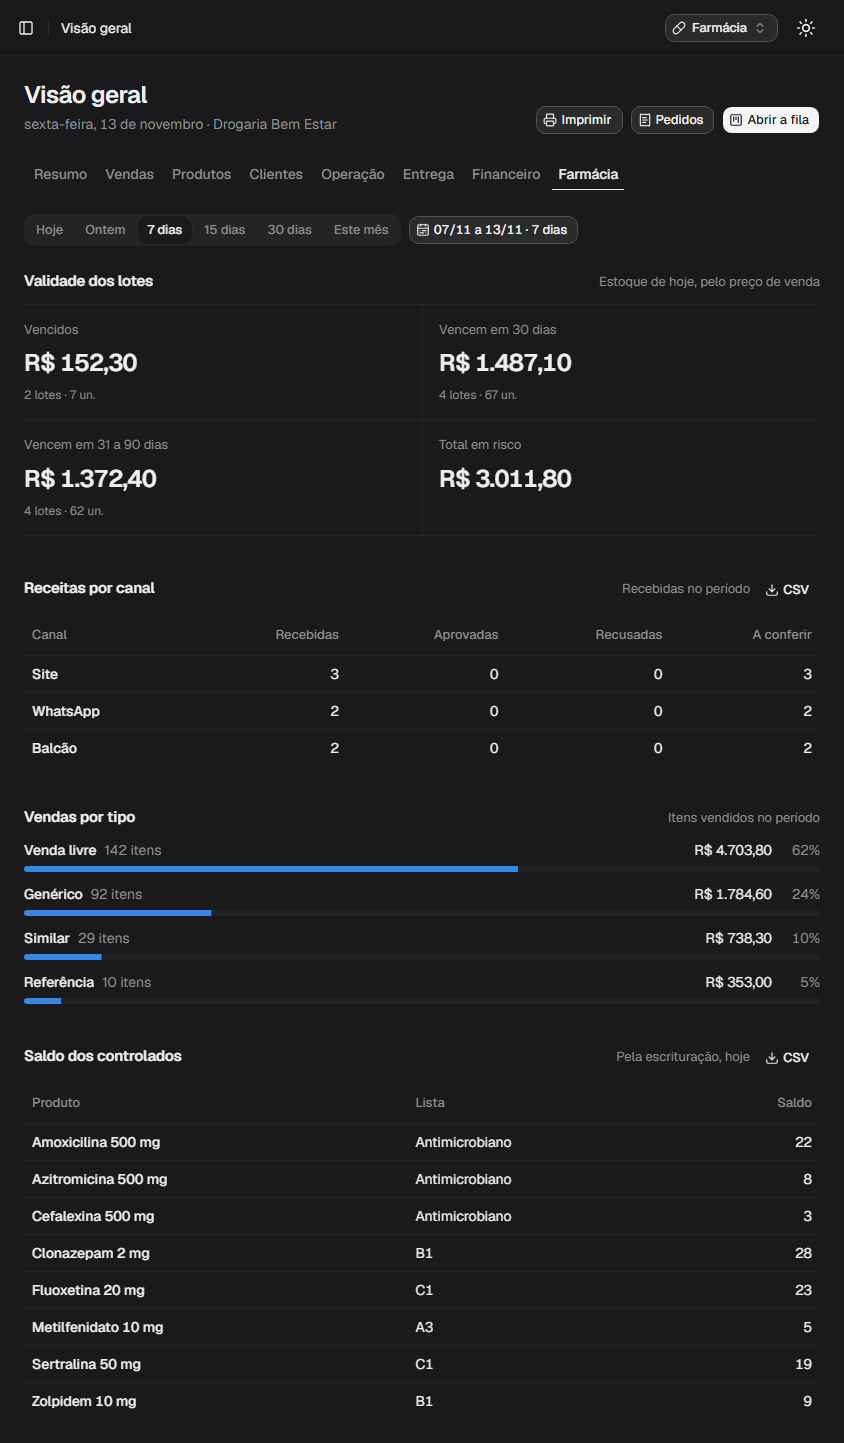 Visão geral
Farmácia
Visão geral
sexta-feira, 13 de novembro · Drogaria Bem Estar
Imprimir
Pedidos
Abrir a fila
Resumo Vendas Produtos Clientes Operação Entrega Financeiro Farmácia
Hoje Ontem 7 dias 15 dias 30 dias Este mês
07/11 a 13/11 · 7 dias
Validade dos lotes
Estoque de hoje, pelo preço de venda
Vencidos
R$ 152,30
2 lotes · 7 un.
Vencem em 30 dias
R$ 1.487,10
4 lotes · 67 un.
Vencem em 31 a 90 dias
R$ 1.372,40
4 lotes · 62 un.
Total em risco
R$ 3.011,80
Receitas por canal
Recebidas no período
CSV
Canal Recebidas Aprovadas Recusadas A conferir
Site 3 0 0 3
WhatsApp 2 0 0 2
Balcão 2 0 0 2
Vendas por tipo
Itens vendidos no período
Venda livre 142 itens R$ 4.703,80 62%
Genérico 92 itens R$ 1.784,60 24%
Similar 29 itens R$ 738,30 10%
Referência 10 itens R$ 353,00 5%
Saldo dos controlados
Pela escrituração, hoje
CSV
Produto Lista Saldo
Amoxicilina 500 mg Antimicrobiano 22
Azitromicina 500 mg Antimicrobiano 8
Cefalexina 500 mg Antimicrobiano 3
Clonazepam 2 mg B1 28
Fluoxetina 20 mg C1 23
Metilfenidato 10 mg A3 5
Sertralina 50 mg C1 19
Zolpidem 10 mg B1 9